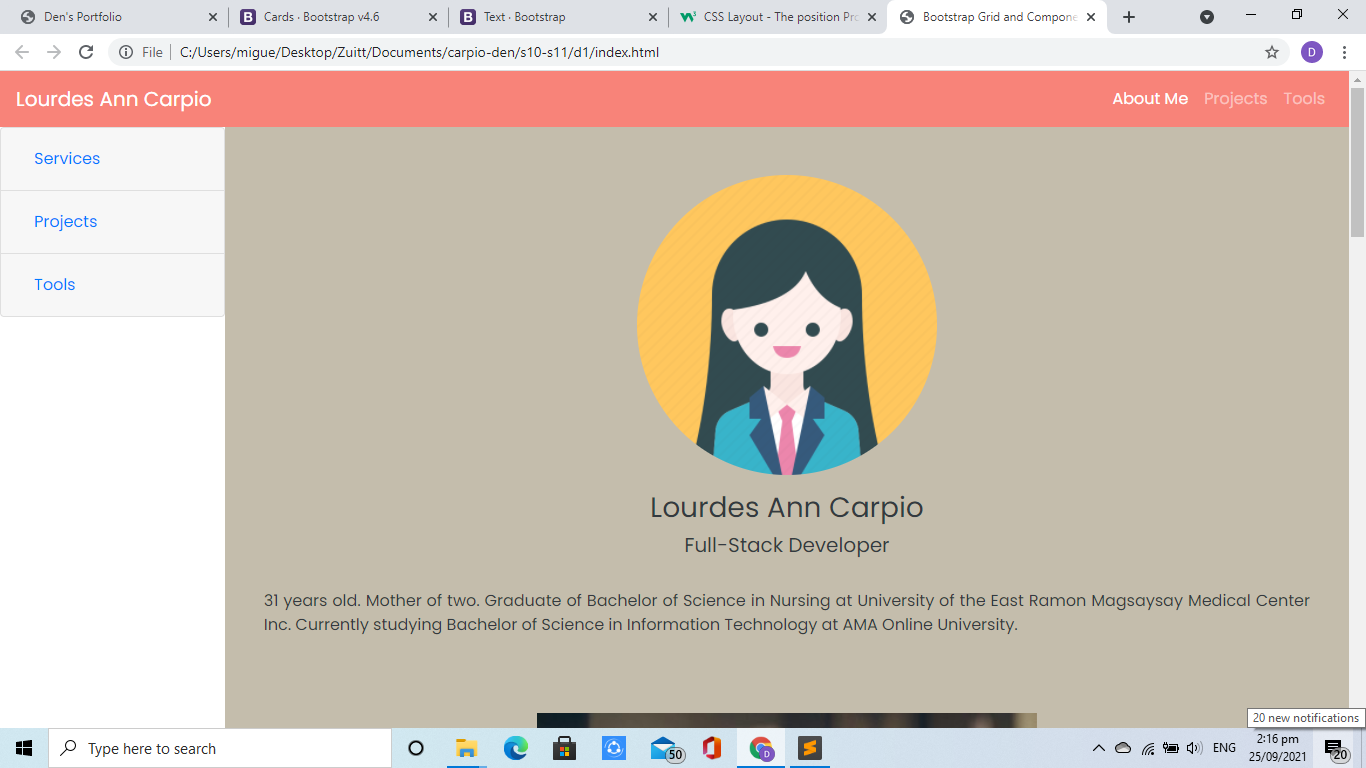 Den's Portfolio
Cards · Bootstrap v4.6
Text · Bootstrap
CSS Layout - The position Pro
Bootstrap Grid and Compone
File
C:/Users/migue/Desktop/Zuitt/Documents/carpio-den/s10-s11/d1/index.html
D
Lourdes Ann Carpio
About Me Projects Tools
Services
Projects
Tools
Lourdes Ann Carpio
Full-Stack Developer
31 years old. Mother of two. Graduate of Bachelor of Science in Nursing at University of the East Ramon Magsaysay Medical Center
Inc. Currently studying Bachelor of Science in Information Technology at AMA Online University.
20 new notifications
Type here to search
50
D
ENG
2:16 pm
25/09/2021
20